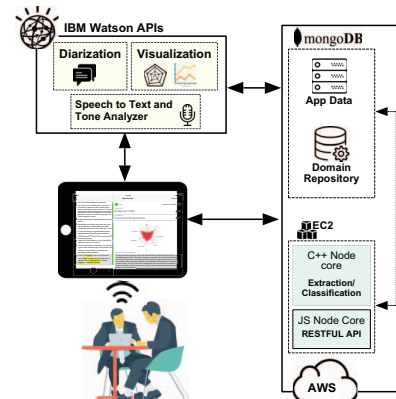 IBM Watson APIs
Diarization
Visualization
Speech to Text and
Tone Analyzer
mongoDB
App Data
Domain
Repository
EC2
C++ Node
core
Extraction/
Classification
JS Node Core
RESTFUL API
AWS